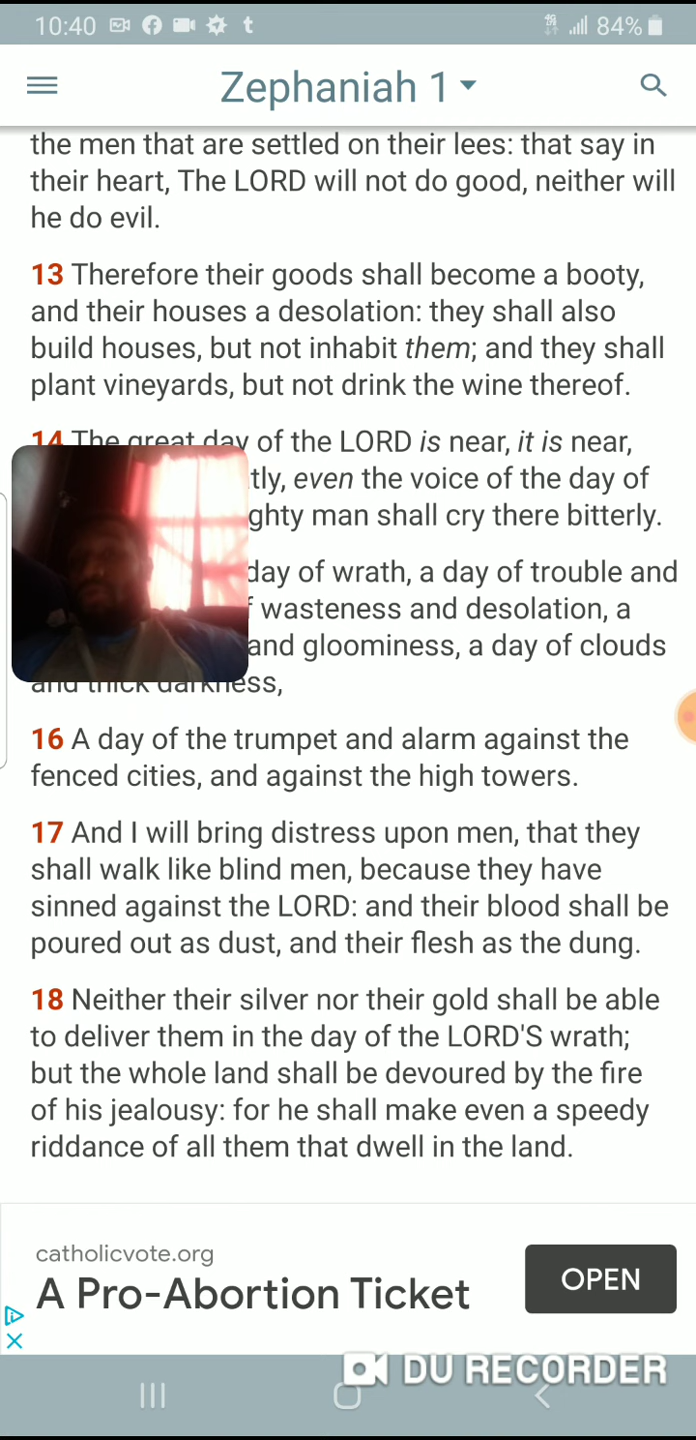 10:40
t
4G
84%
Zephaniah 1
the men that are settled on their lees: that say in
their heart, The LORD will not do good, neither will
he do evil.
13 Therefore their goods shall become a booty,
and their houses a desolation: they shall also
build houses, but not inhabit them; and they shall
plant vineyards, but not drink the wine thereof.
14 The great day of the LORD is near, it is near,
tly, even the voice of the day of
ghty man shall cry there bitterly.
day of wrath, a day of trouble and
f wasteness and desolation, a
and gloominess, a day of clouds
and thick darkness,
16 A day of the trumpet and alarm against the
fenced cities, and against the high towers.
17 And I will bring distress upon men, that they
shall walk like blind men, because they have
sinned against the LORD: and their blood shall be
poured out as dust, and their flesh as the dung.
18 Neither their silver nor their gold shall be able
to deliver them in the day of the LORD'S wrath;
but the whole land shall be devoured by the fire
of his jealousy: for he shall make even a speedy
riddance of all them that dwell in the land.
catholicvote.org
A Pro-Abortion Ticket
OPEN
DU RECORDER